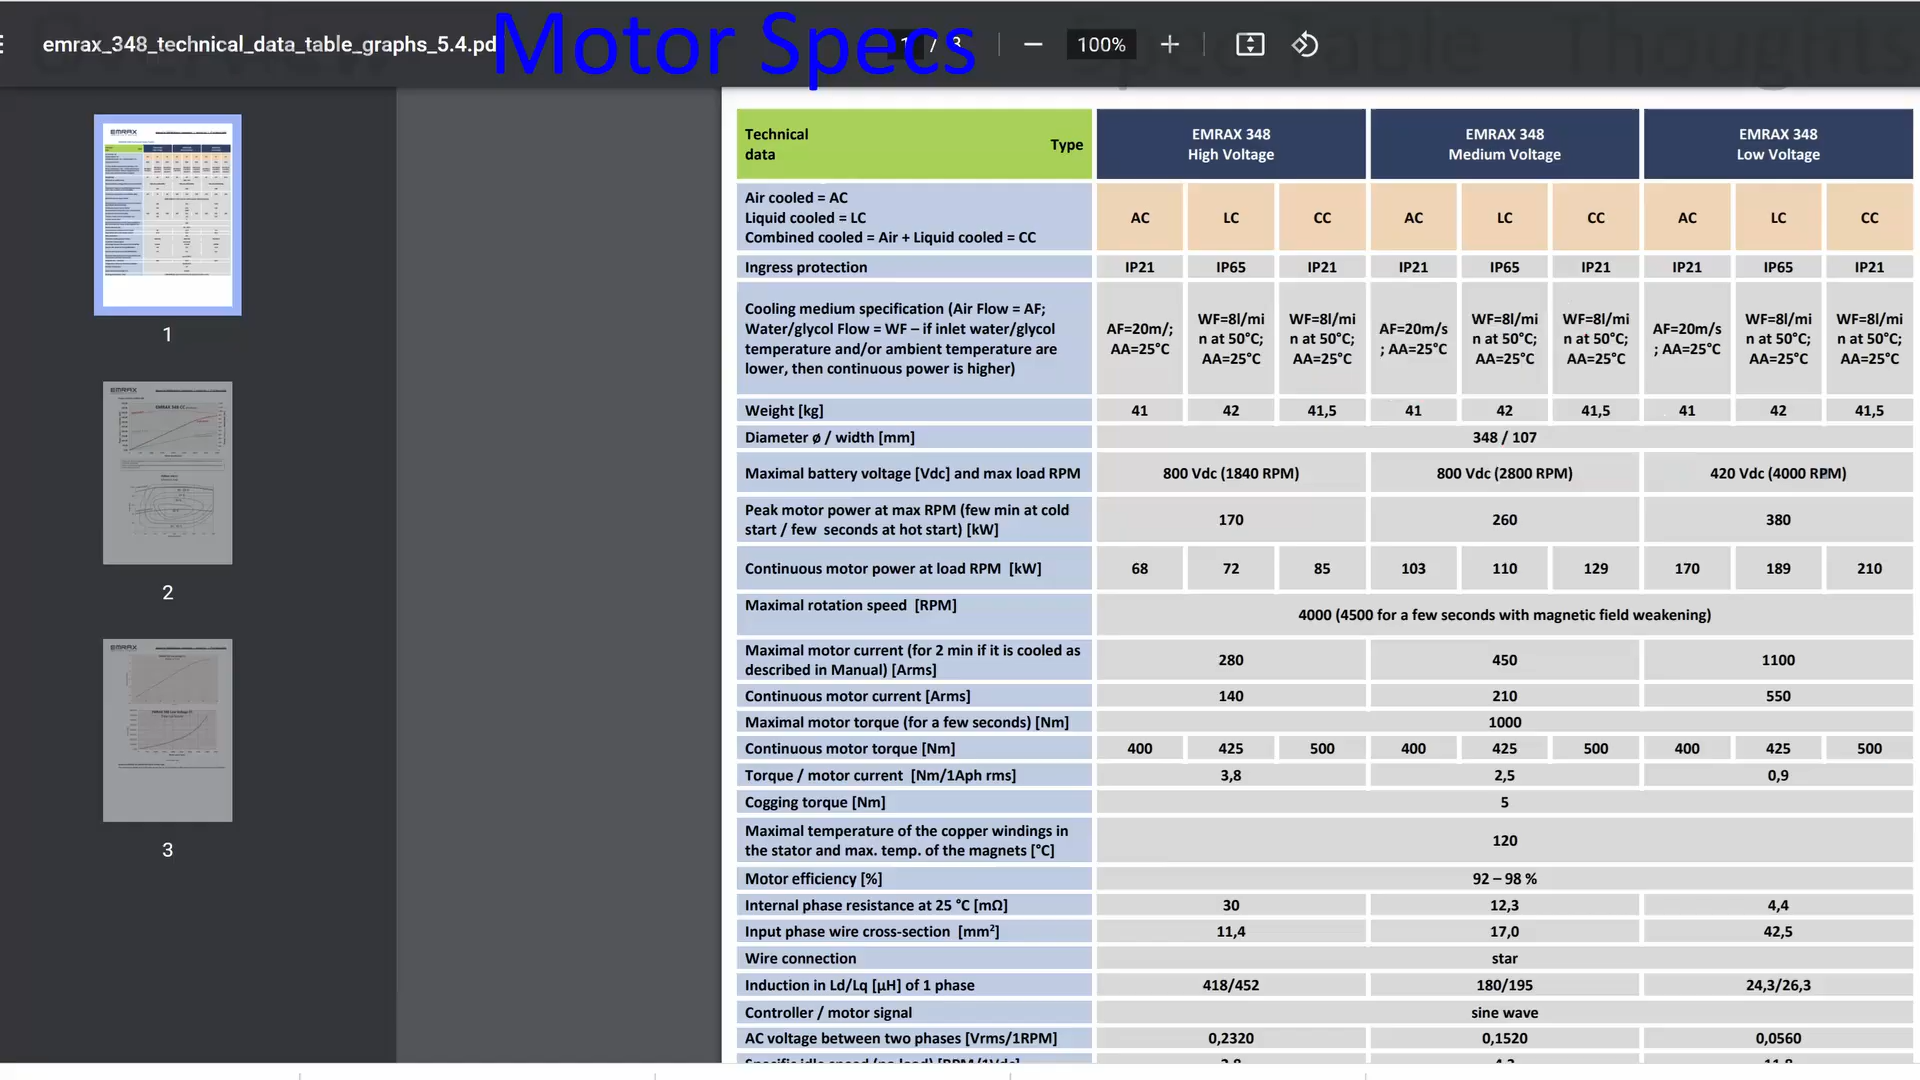 emrax_348_technical_data_table_graphs_5.4.pd
Motor Specs
/ 3
100%
1
2
3
Technical data Type EMRAX 348 High Voltage EMRAX 348 Medium Voltage EMRAX 348 Low Voltage
Air cooled = AC
Liquid cooled = LC
Combined cooled = Air + Liquid cooled = CC
AC LC CC AC LC CC AC LC CC
Ingress protection IP21 IP65 IP21 IP21 IP65 IP21 IP21 IP65 IP21
Cooling medium specification (Air Flow = AF;
Water/glycol Flow = WF – if inlet water/glycol
temperature and/or ambient temperature are
lower, then continuous power is higher)
AF=20m/; AA=25°C WF=8l/mi n at 50°C; AA=25°C WF=8l/mi n at 50°C; AA=25°C AF=20m/s ; AA=25°C WF=8l/mi n at 50°C; AA=25°C WF=8l/mi n at 50°C; AA=25°C AF=20m/s ; AA=25°C WF=8l/mi n at 50°C; AA=25°C WF=8l/mi n at 50°C; AA=25°C
Weight [kg] 41 42 41,5 41 42 41,5 41 42 41,5
Diameter ø / width [mm] 348 / 107
Maximal battery voltage [Vdc] and max load RPM 800 Vdc (1840 RPM) 800 Vdc (2800 RPM) 420 Vdc (4000 RPM)
Peak motor power at max RPM (few min at cold
start / few seconds at hot start) [kW] 170 260 380
Continuous motor power at load RPM [kW] 68 72 85 103 110 129 170 189 210
Maximal rotation speed [RPM] 4000 (4500 for a few seconds with magnetic field weakening)
Maximal motor current (for 2 min if it is cooled as
described in Manual) [Arms] 280 450 1100
Continuous motor current [Arms] 140 210 550
Maximal motor torque (for a few seconds) [Nm] 1000
Continuous motor torque [Nm] 400 425 500 400 425 500 400 425 500
Torque / motor current [Nm/1Aph rms] 3,8 2,5 0,9
Cogging torque [Nm] 5
Maximal temperature of the copper windings in
the stator and max. temp. of the magnets [°C] 120
Motor efficiency [%] 92 – 98 %
Internal phase resistance at 25 °C [mΩ] 30 12,3 4,4
Input phase wire cross-section [mm²] 11,4 17,0 42,5
Wire connection star
Induction in Ld/Lq [µH] of 1 phase 418/452 180/195 24,3/26,3
Controller / motor signal sine wave
AC voltage between two phases [Vrms/1RPM] 0,2320 0,1520 0,0560